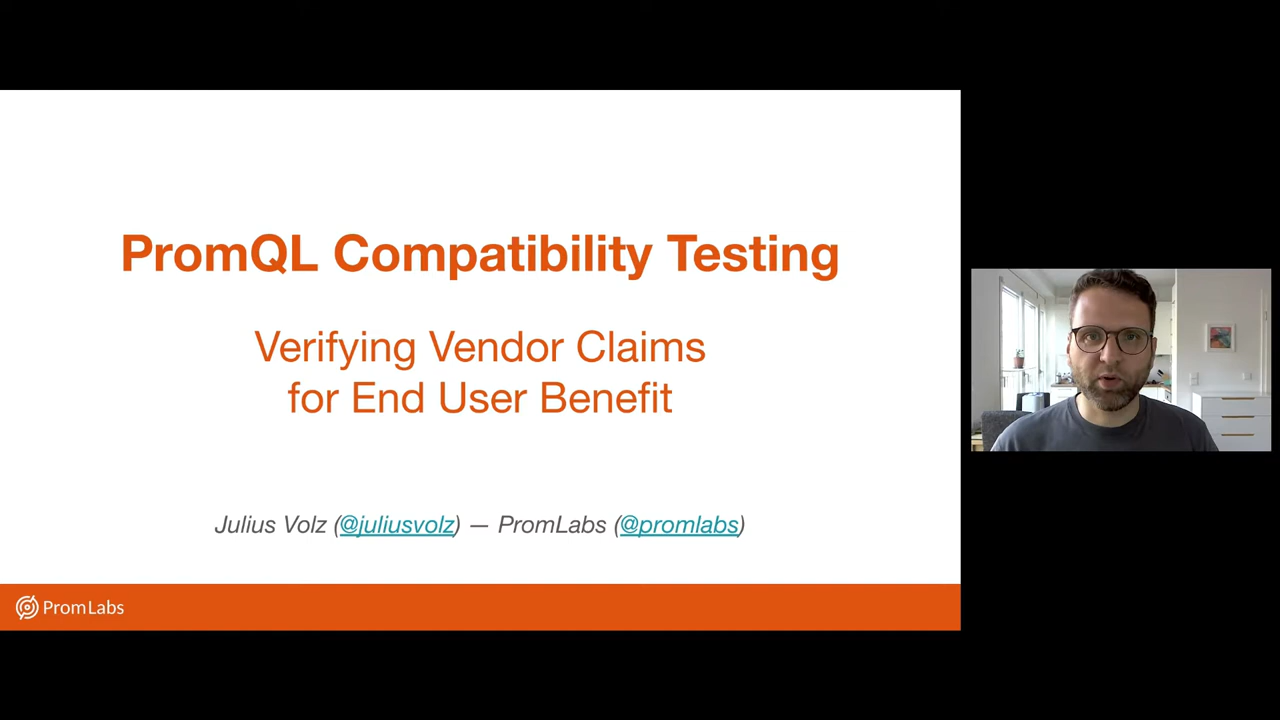 PromQL Compatibility Testing
Verifying Vendor Claims
for End User Benefit
Julius Volz (@juliusvolz) — PromLabs (@promlabs)
PromLabs